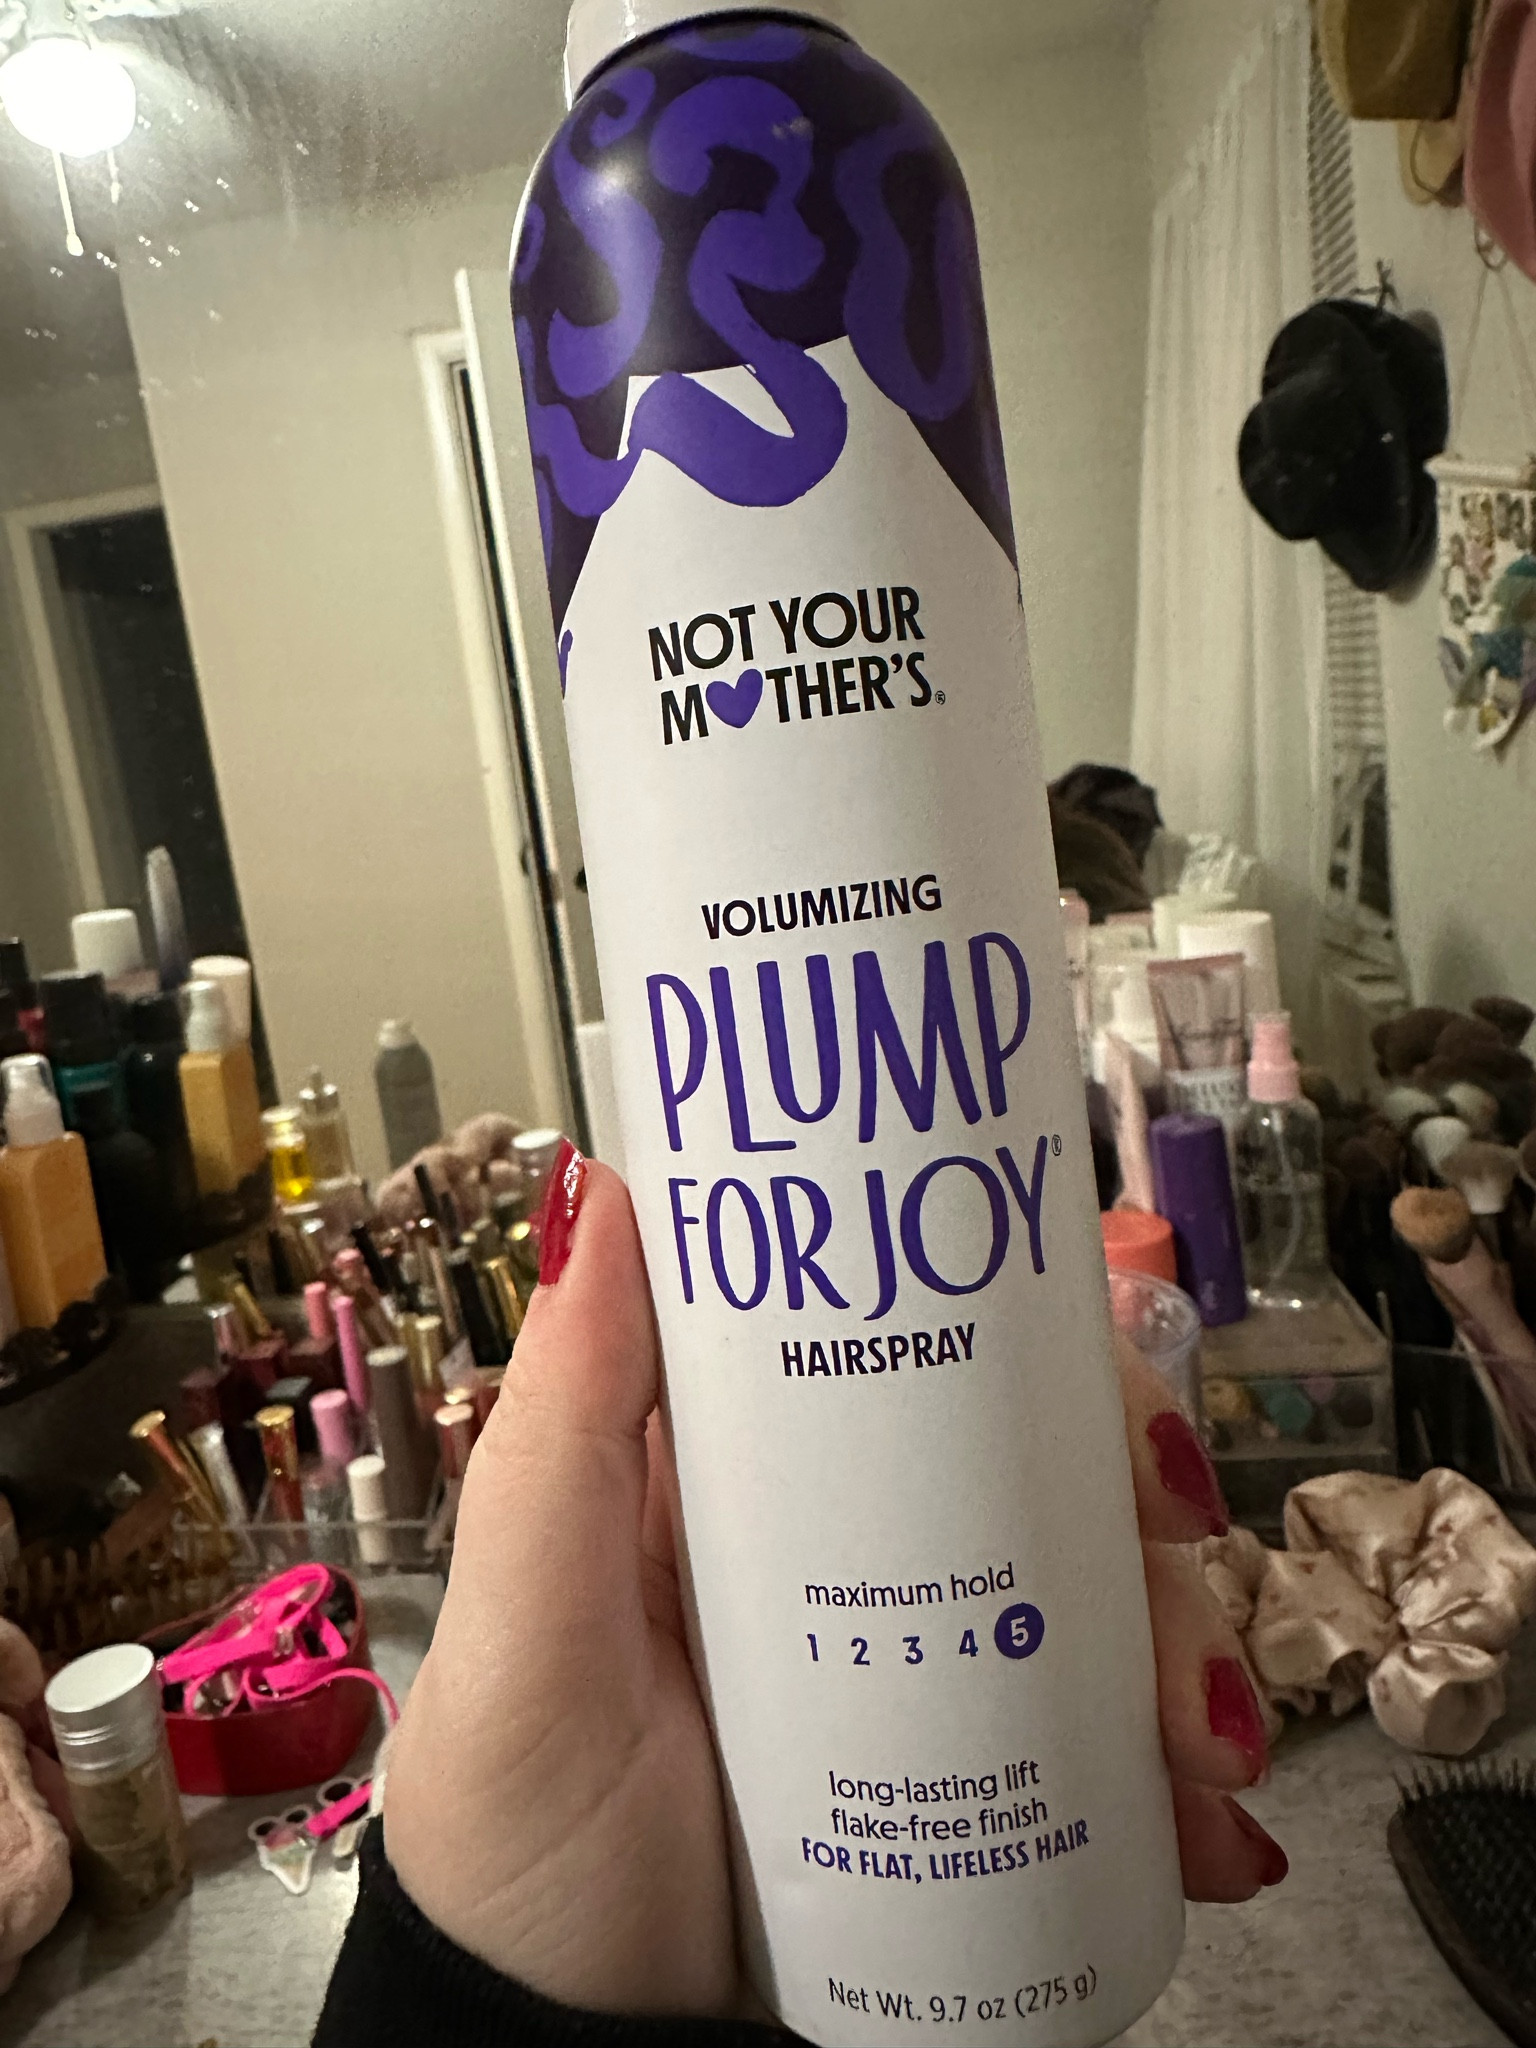 NOT YOUR
MOTHER'S®
VOLUMIZING
PLUMP
FOR JOY®
HAIRSPRAY
maximum hold
1 2 3 4 5
long-lasting lift
flake-free finish
FOR FLAT, LIFELESS HAIR
Net Wt. 9.7 oz (275 g)